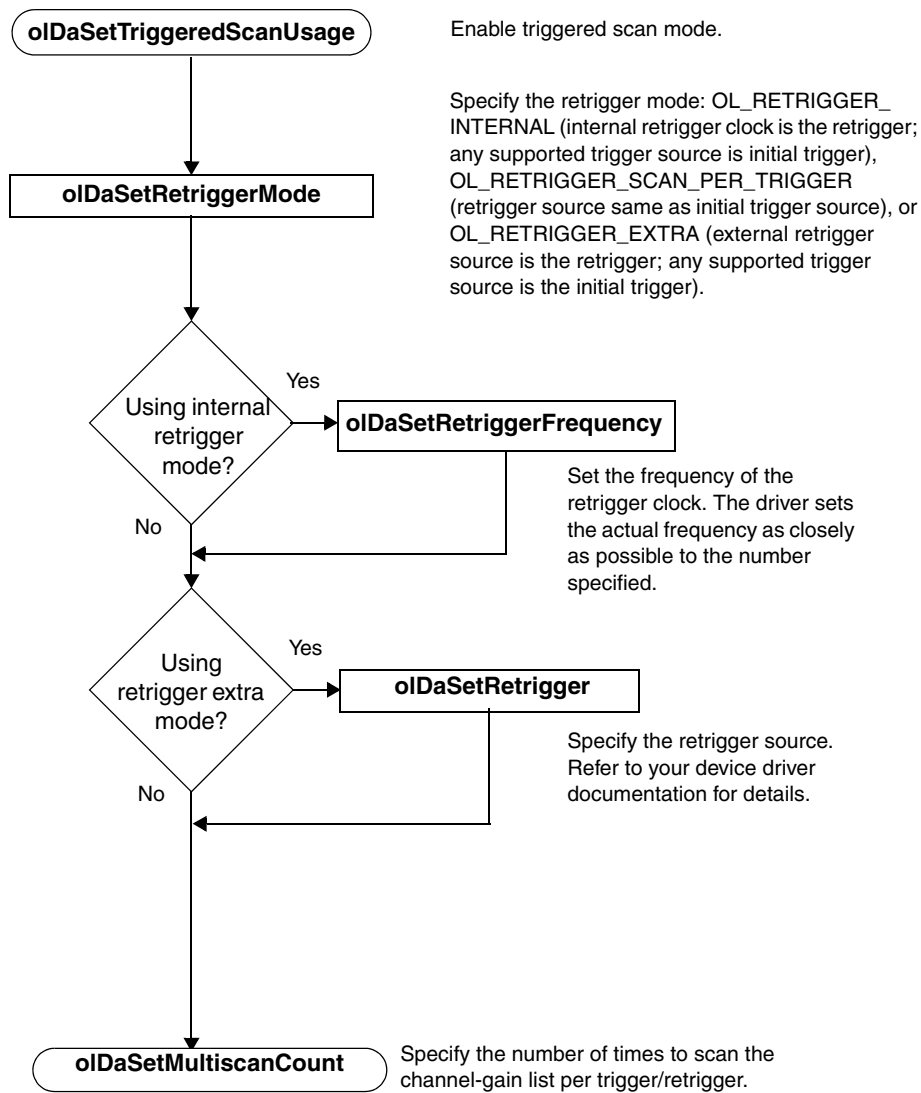 olDaSetTriggeredScanUsage
Enable triggered scan mode.
Specify the retrigger mode: OL_RETRIGGER_
INTERNAL (internal retrigger clock is the retrigger;
any supported trigger source is initial trigger),
OL_RETRIGGER_SCAN_PER_TRIGGER
(retrigger source same as initial trigger source), or
OL_RETRIGGER_EXTRA (external retrigger
source is the retrigger; any supported trigger
source is the initial trigger).
olDaSetRetriggerMode
Using internal
retrigger
mode?
Yes
olDaSetRetriggerFrequency
Set the frequency of the
retrigger clock. The driver sets
the actual frequency as closely
as possible to the number
specified.
No
Using
retrigger extra
mode?
Yes
olDaSetRetrigger
Specify the retrigger source.
Refer to your device driver
documentation for details.
No
olDaSetMultiscanCount
Specify the number of times to scan the
channel-gain list per trigger/retrigger.